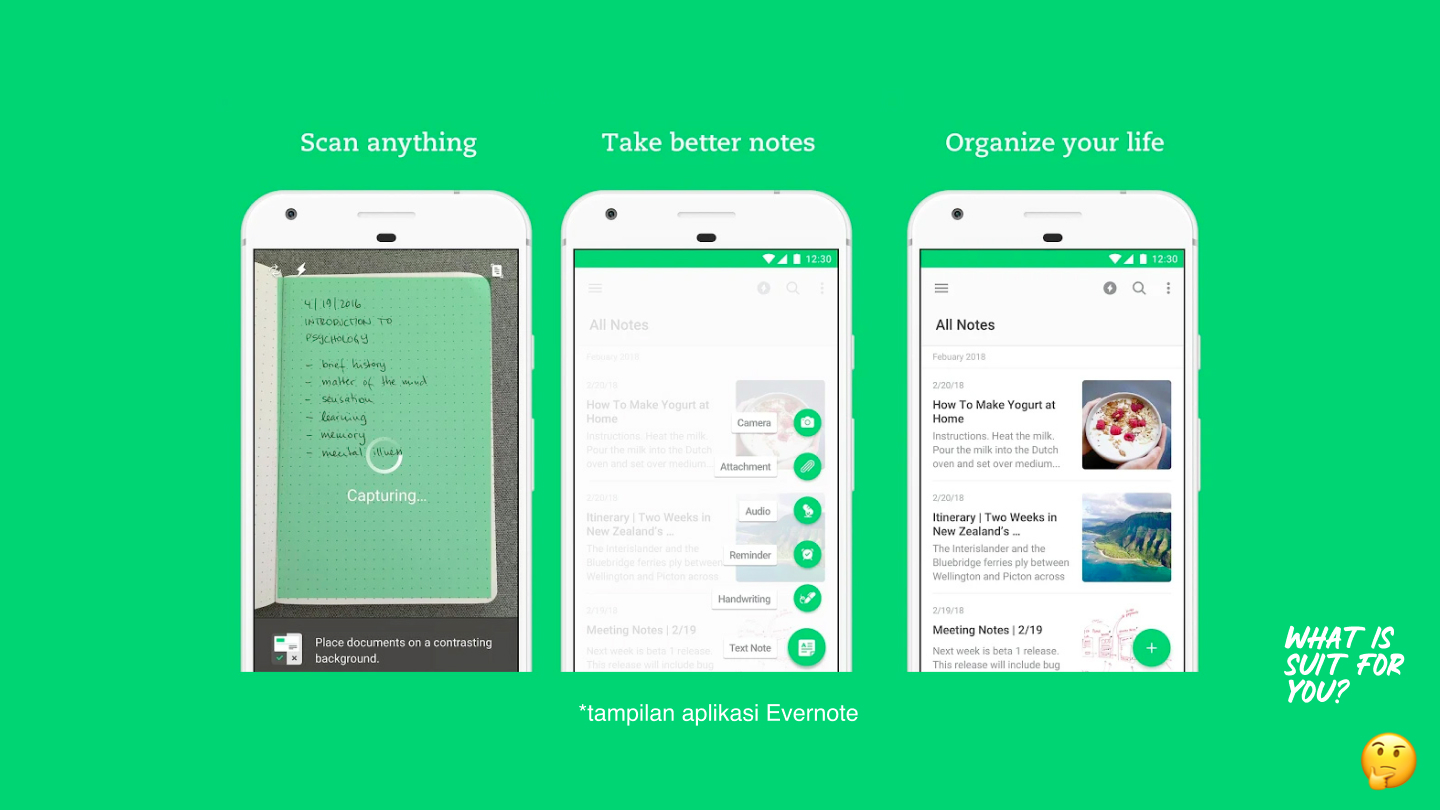 Scan anything
4/19/2016
INTRODUCTION TO
PSYCHOLOGY
- brief history
- matter of the mind
- sensation
- learning
- memory
- mental
Capturing...
Place documents on a contrasting
background.
Take better notes
12:30
All Notes
Febuary 2018
2/20/18
How To Make Yogurt at
Home
Instructions. Heat the milk.
Pour the milk into the Dutch
oven and set over medium...
Camera
Attachment
2/20/18
Audio
Itinerary | Two Weeks in
New Zealand's ...
The Interislander and the
Bluebridge ferries ply between
Wellington and Picton across
Reminder
Handwriting
2/19/18
Meeting Notes | 2/19
Next week is beta 1 release.
This release will include bug
Text Note
Organize your life
12:30
All Notes
Febuary 2018
2/20/18
How To Make Yogurt at
Home
Instructions. Heat the milk.
Pour the milk into the Dutch
oven and set over medium...
2/20/18
Itinerary | Two Weeks in
New Zealand's ...
The Interislander and the
Bluebridge ferries ply between
Wellington and Picton across
2/19/18
Meeting Notes | 2/19
Next week is beta 1 release.
This release will include bug
*tampilan aplikasi Evernote
WHAT IS
SUIT FOR
YOU?